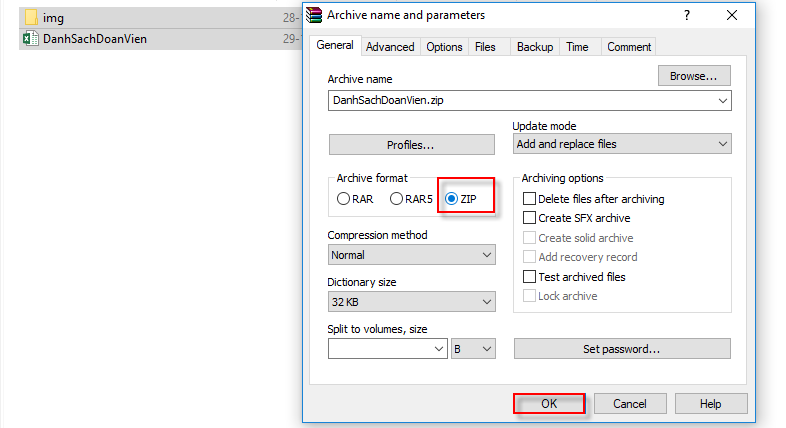 img 28-
DanhSachDoanVien 29-
Archive name and parameters
?
General Advanced Options Files Backup Time Comment
Archive name
Browse...
DanhSachDoanVien.zip
Profiles...
Update mode
Add and replace files
Archive format
RAR RAR5 ZIP
Compression method
Normal
Dictionary size
32 KB
Split to volumes, size
B
Archiving options
Delete files after archiving
Create SFX archive
Create solid archive
Add recovery record
Test archived files
Lock archive
Set password...
OK Cancel Help